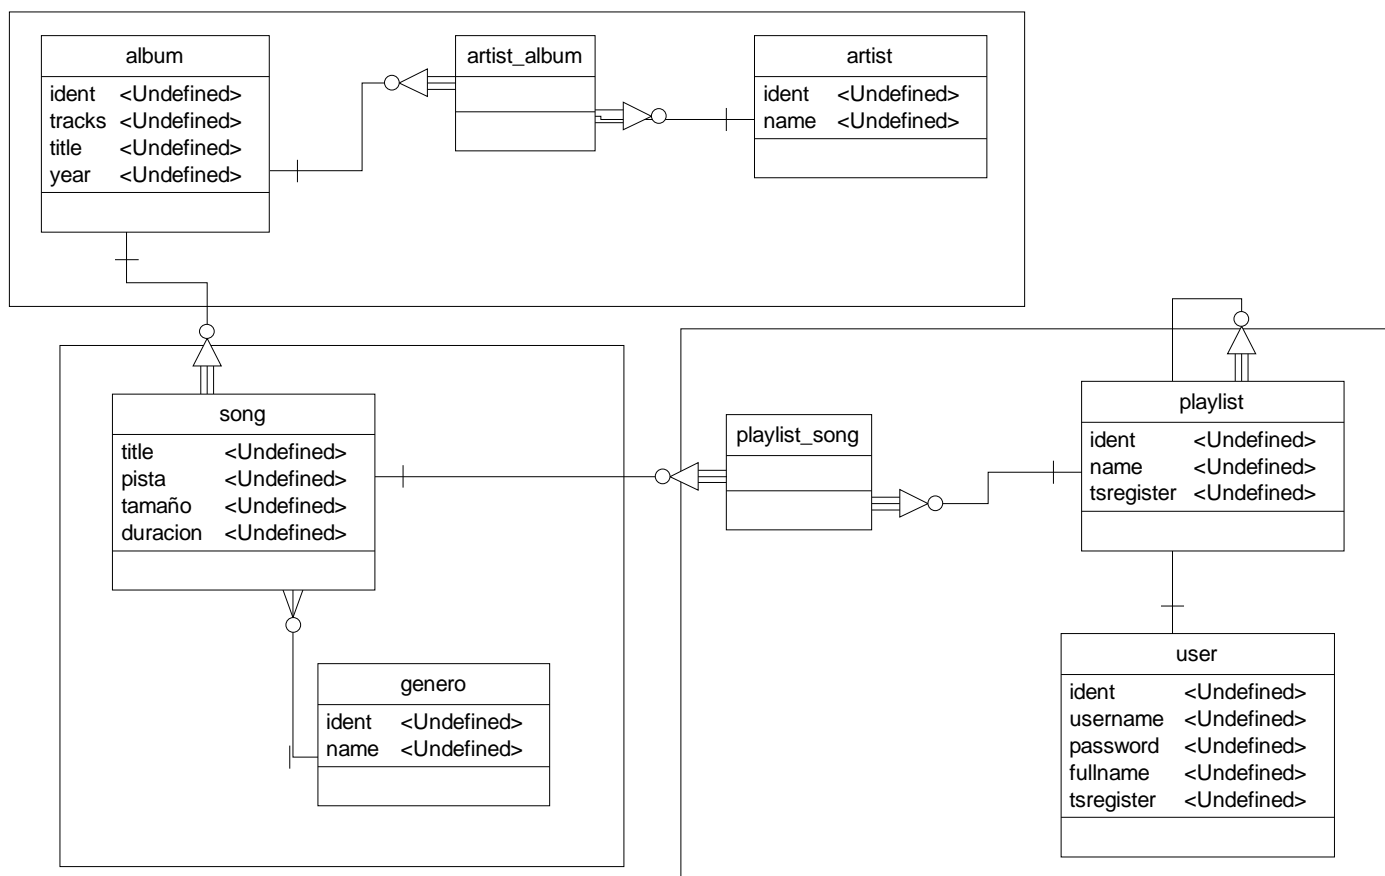 album
ident <Undefined>
tracks <Undefined>
title <Undefined>
year <Undefined>
artist_album
artist
ident <Undefined>
name <Undefined>
song
title <Undefined>
pista <Undefined>
tamaño <Undefined>
duracion <Undefined>
playlist_song
playlist
ident <Undefined>
name <Undefined>
tsregister <Undefined>
genero
ident <Undefined>
name <Undefined>
user
ident <Undefined>
username <Undefined>
password <Undefined>
fullname <Undefined>
tsregister <Undefined>